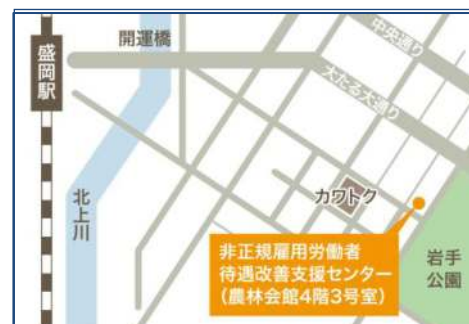 盛岡駅
開運橋
中央通り
大たる大通り
北上川
カワトク
非正規雇用労働者
待遇改善支援センター
（農林会館4階3号室）
岩手
公園